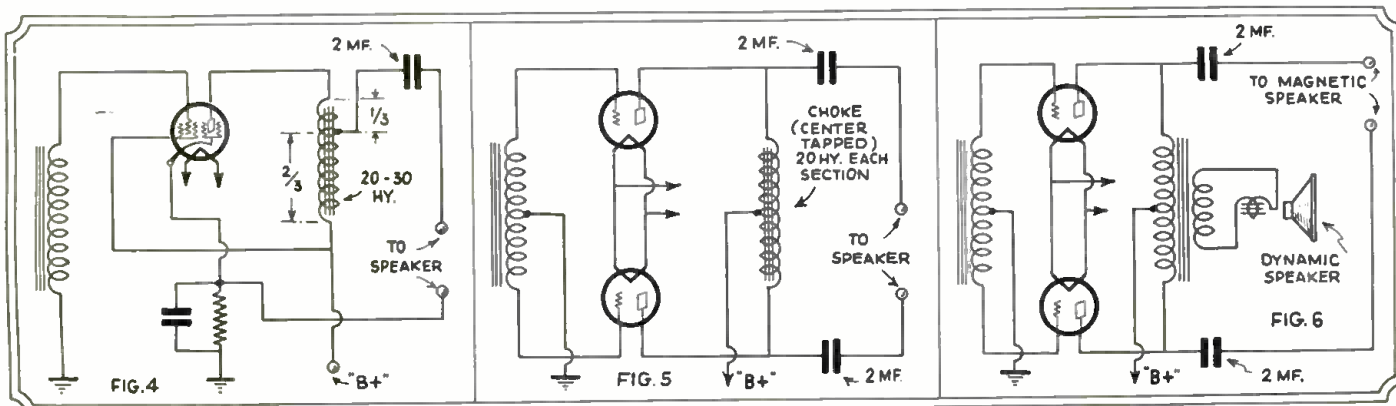 2 MF.
1/3
2/3
20-30
HY.
TO
SPEAKER
"B+"
FIG.4
2 MF.
CHOKE
(CENTER
TAPPED)
20 HY. EACH
SECTION
TO
SPEAKER
FIG.5
"B+"
2 MF.
2 MF.
TO MAGNETIC
SPEAKER
DYNAMIC
SPEAKER
FIG.6
"B+"
2 MF.